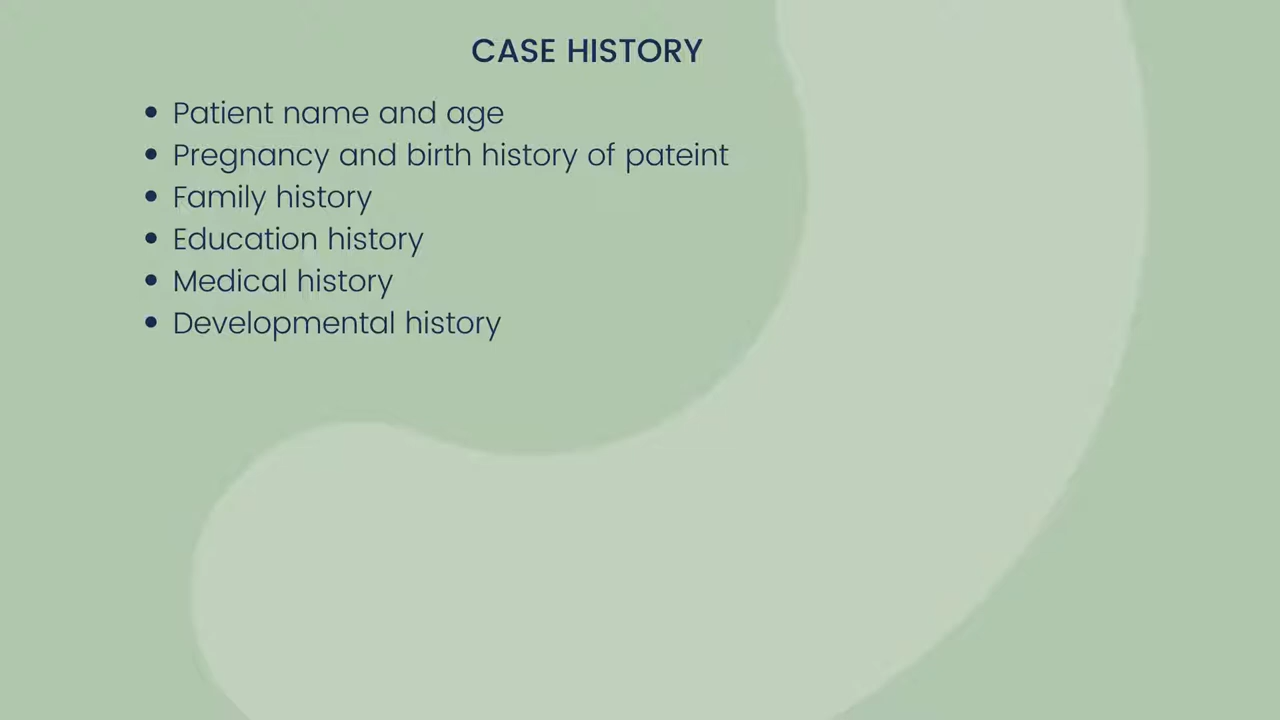 CASE HISTORY
• Patient name and age
• Pregnancy and birth history of pateint
• Family history
• Education history
• Medical history
• Developmental history